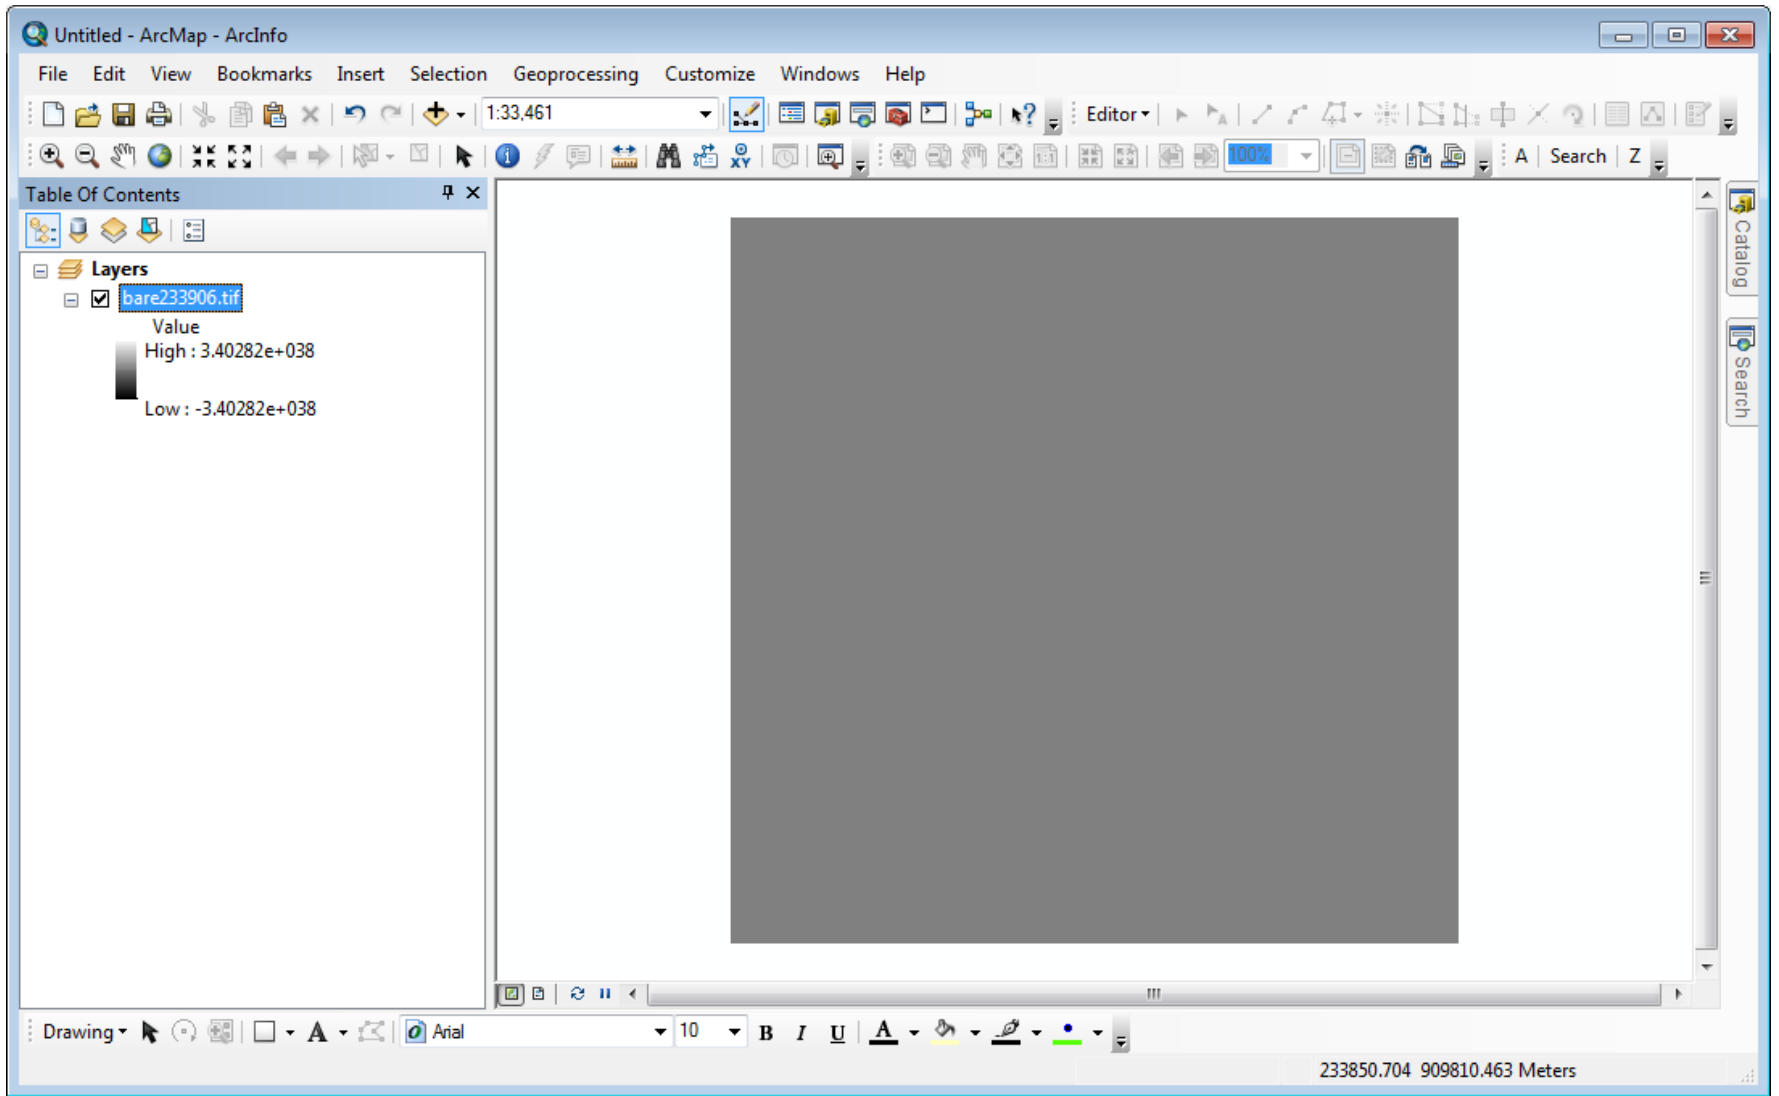 Untitled - ArcMap - ArcInfo
File Edit View Bookmarks Insert Selection Geoprocessing Customize Windows Help
1:33,461 Editor
100% A Search Z
Table Of Contents
Layers
bare233906.tif
Value
High : 3.40282e+038
Low : -3.40282e+038
Catalog
Search
Drawing A Arial 10 B I U A
233850.704 909810.463 Meters